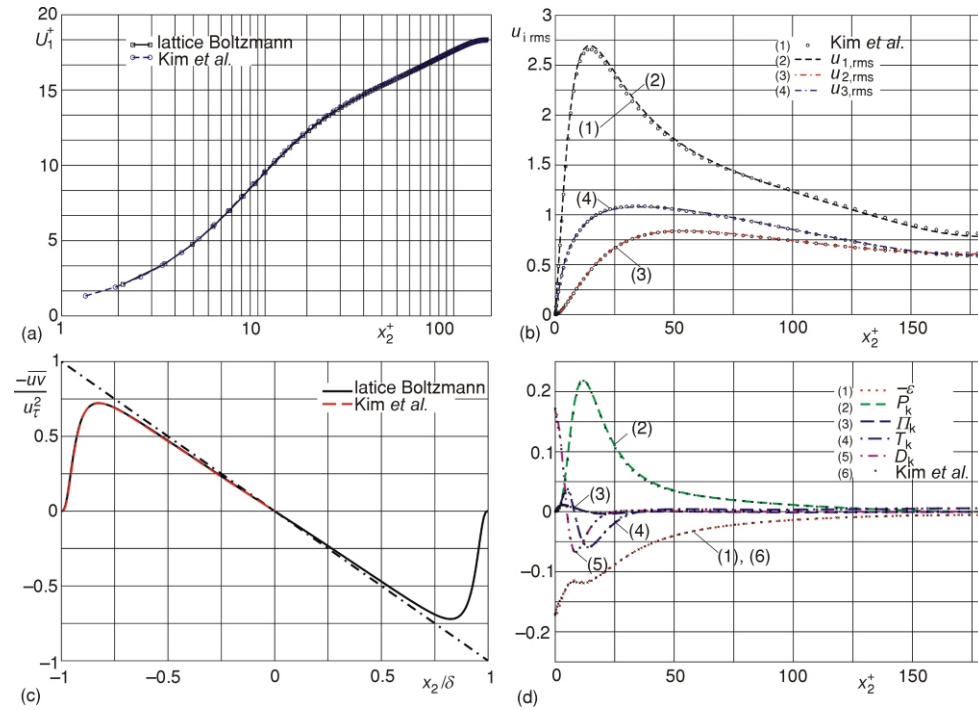 (a)
20
U₁⁺
15
10
5
0
lattice Boltzmann
Kim et al.
1
10
100
x₂⁺
(b)
3
u i rms
2.5
2
1.5
1
0.5
0
(1) Kim et al.
(2) u₁,rms
(3) u₂,rms
(4) u₃,rms
(2)
(1)
(4)
(3)
0
50
100
150
x₂⁺
(c)
1
−uv
u²τ
0.5
0
−0.5
−1
latice Boltzmann
Kim et al.
−1
−0.5
0
0.5
1
x₂/δ
(d)
0.2
0.1
0
−0.1
−0.2
(1) −ε
(2) Pk
(3) Πk
(4) Tk
(5) Dk
(6) Kim et al.
(2)
(3)
(4)
(5)
(1), (6)
0
50
100
150
x₂⁺